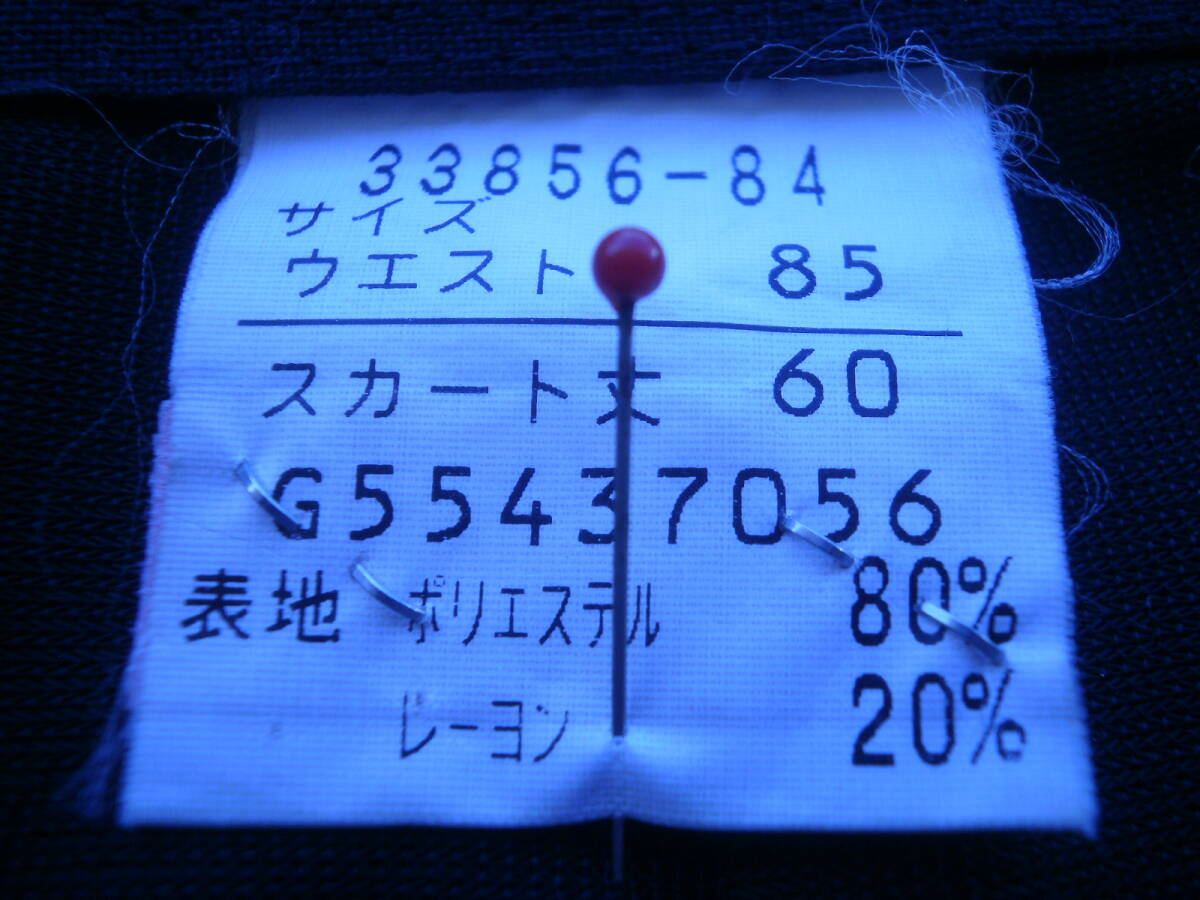 33856-84
サイズ
ウエスト 85
スカート丈 60
G55437056
表地 ポリエステル 80%
レーヨン 20%